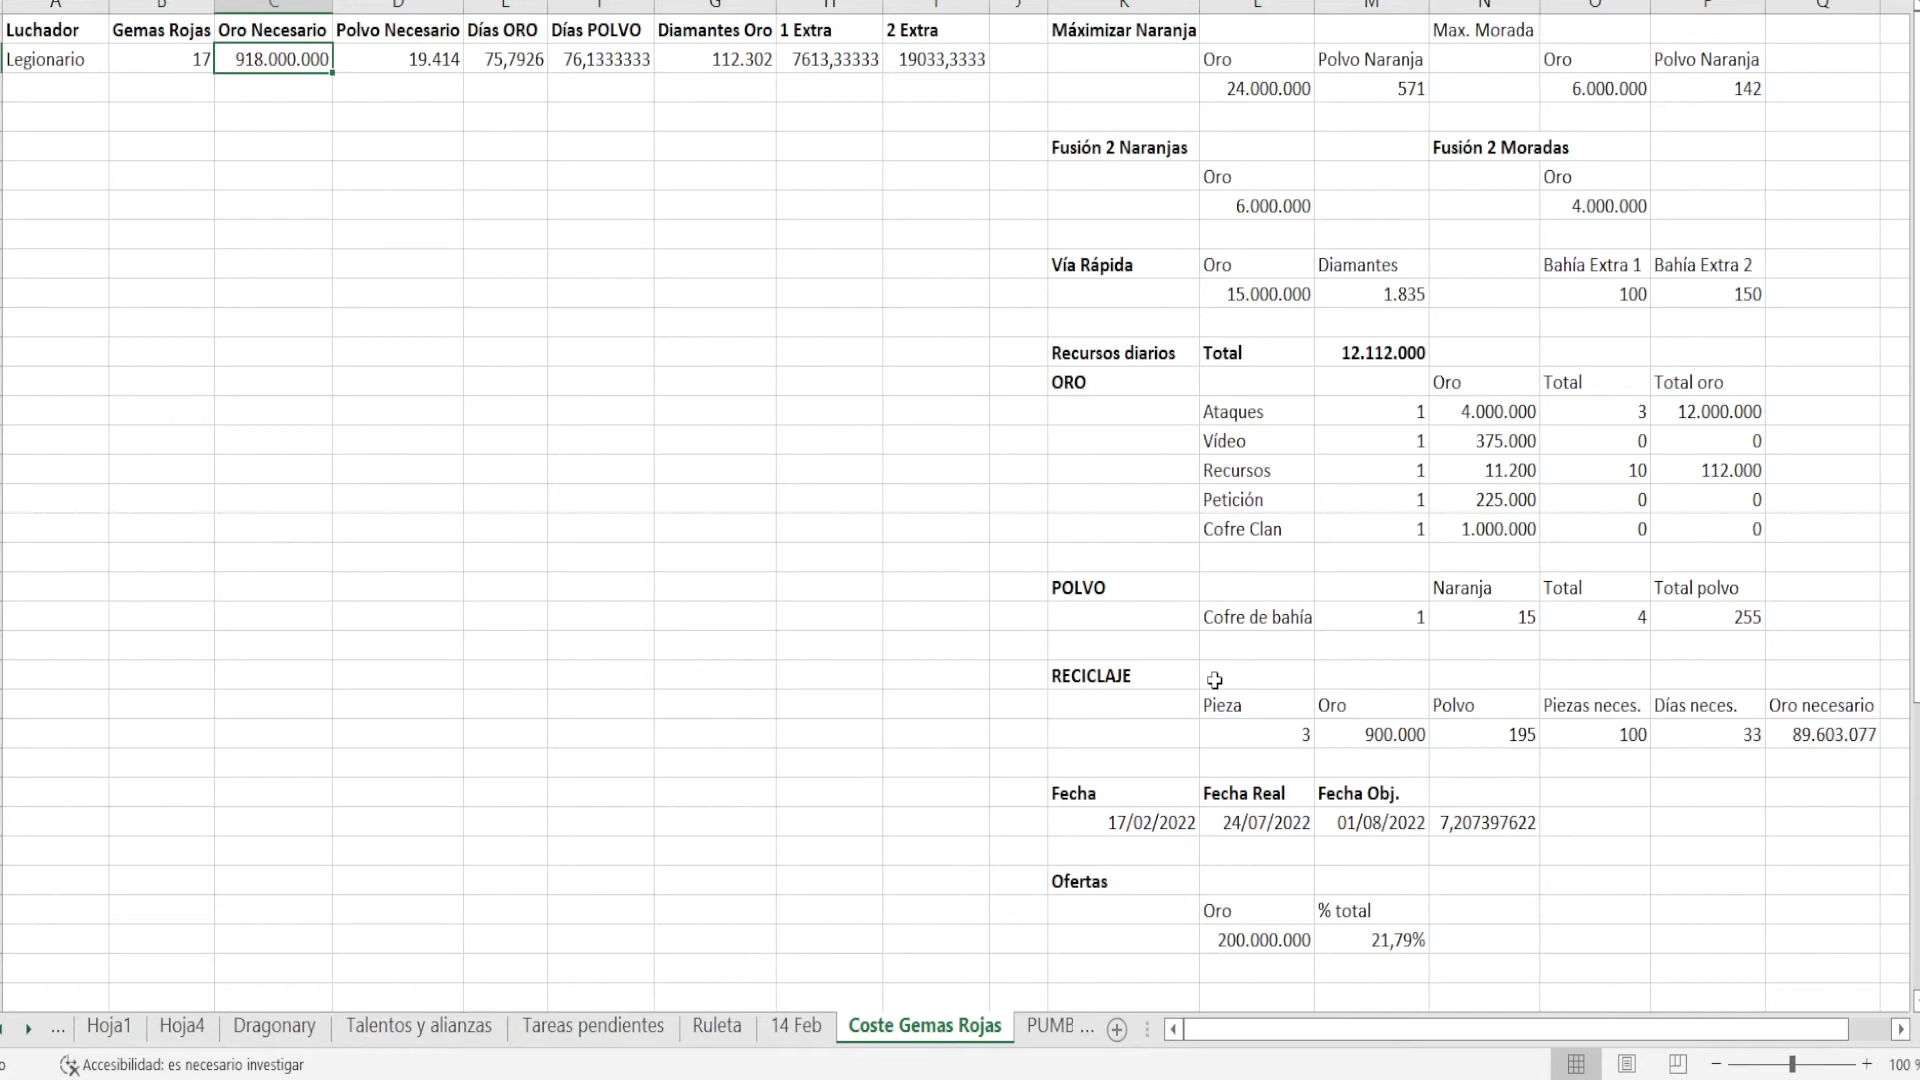 A B C D E F G H I J K L M N O P Q
Luchador Gemas Rojas Oro Necesario Polvo Necesario Días ORO Días POLVO Diamantes Oro 1 Extra 2 Extra Máximizar Naranja Max. Morada
Legionario 17 918.000.000 19.414 75,7926 76,1333333 112.302 7613,33333 19033,3333 Oro Polvo Naranja Oro Polvo Naranja
24.000.000 571 6.000.000 142
Fusión 2 Naranjas Fusión 2 Moradas
Oro Oro
6.000.000 4.000.000
Vía Rápida Oro Diamantes Bahía Extra 1 Bahía Extra 2
15.000.000 1.835 100 150
Recursos diarios Total 12.112.000
ORO Oro Total Total oro
Ataques 1 4.000.000 3 12.000.000
Vídeo 1 375.000 0 0
Recursos 1 11.200 10 112.000
Petición 1 225.000 0 0
Cofre Clan 1 1.000.000 0 0
POLVO Naranja Total Total polvo
Cofre de bahía 1 15 4 255
RECICLAJE
Pieza Oro Polvo Piezas neces. Días neces. Oro necesario
3 900.000 195 100 33 89.603.077
Fecha Fecha Real Fecha Obj.
17/02/2022 24/07/2022 01/08/2022 7,207397622
Ofertas
Oro % total
200.000.000 21,79%
... Hoja1 Hoja4 Dragonary Talentos y alianzas Tareas pendientes Ruleta 14 Feb Coste Gemas Rojas PUMB ...
Accesibilidad: es necesario investigar 100